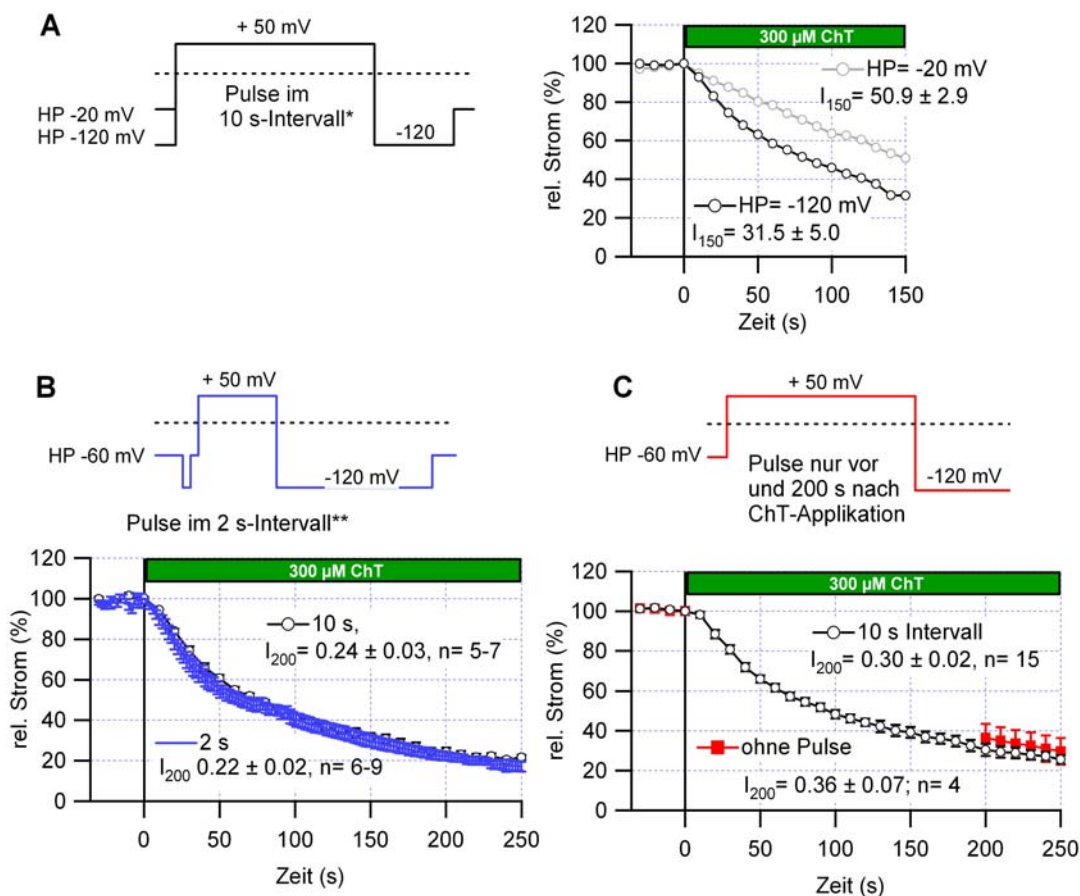 A
+ 50 mV
Pulse im
10 s-Intervall*
HP -20 mV
HP -120 mV
-120
120
100
80
60
40
20
0
rel. Strom (%)
300 µM ChT
HP= -20 mV
I150= 50.9 ± 2.9
HP= -120 mV
I150= 31.5 ± 5.0
0
50
100
150
Zeit (s)
B
+ 50 mV
HP -60 mV
-120 mV
Pulse im 2 s-Intervall**
120
100
80
60
40
20
0
rel. Strom (%)
300 µM ChT
10 s,
I200= 0.24 ± 0.03, n= 5-7
2 s
I200 0.22 ± 0.02, n= 6-9
0
50
100
150
200
250
Zeit (s)
C
+ 50 mV
HP -60 mV
Pulse nur vor
und 200 s nach
ChT-Applikation
-120 mV
120
100
80
60
40
20
0
rel. Strom (%)
300 µM ChT
10 s Intervall
I200= 0.30 ± 0.02, n= 15
ohne Pulse
I200= 0.36 ± 0.07; n= 4
0
50
100
150
200
250
Zeit (s)